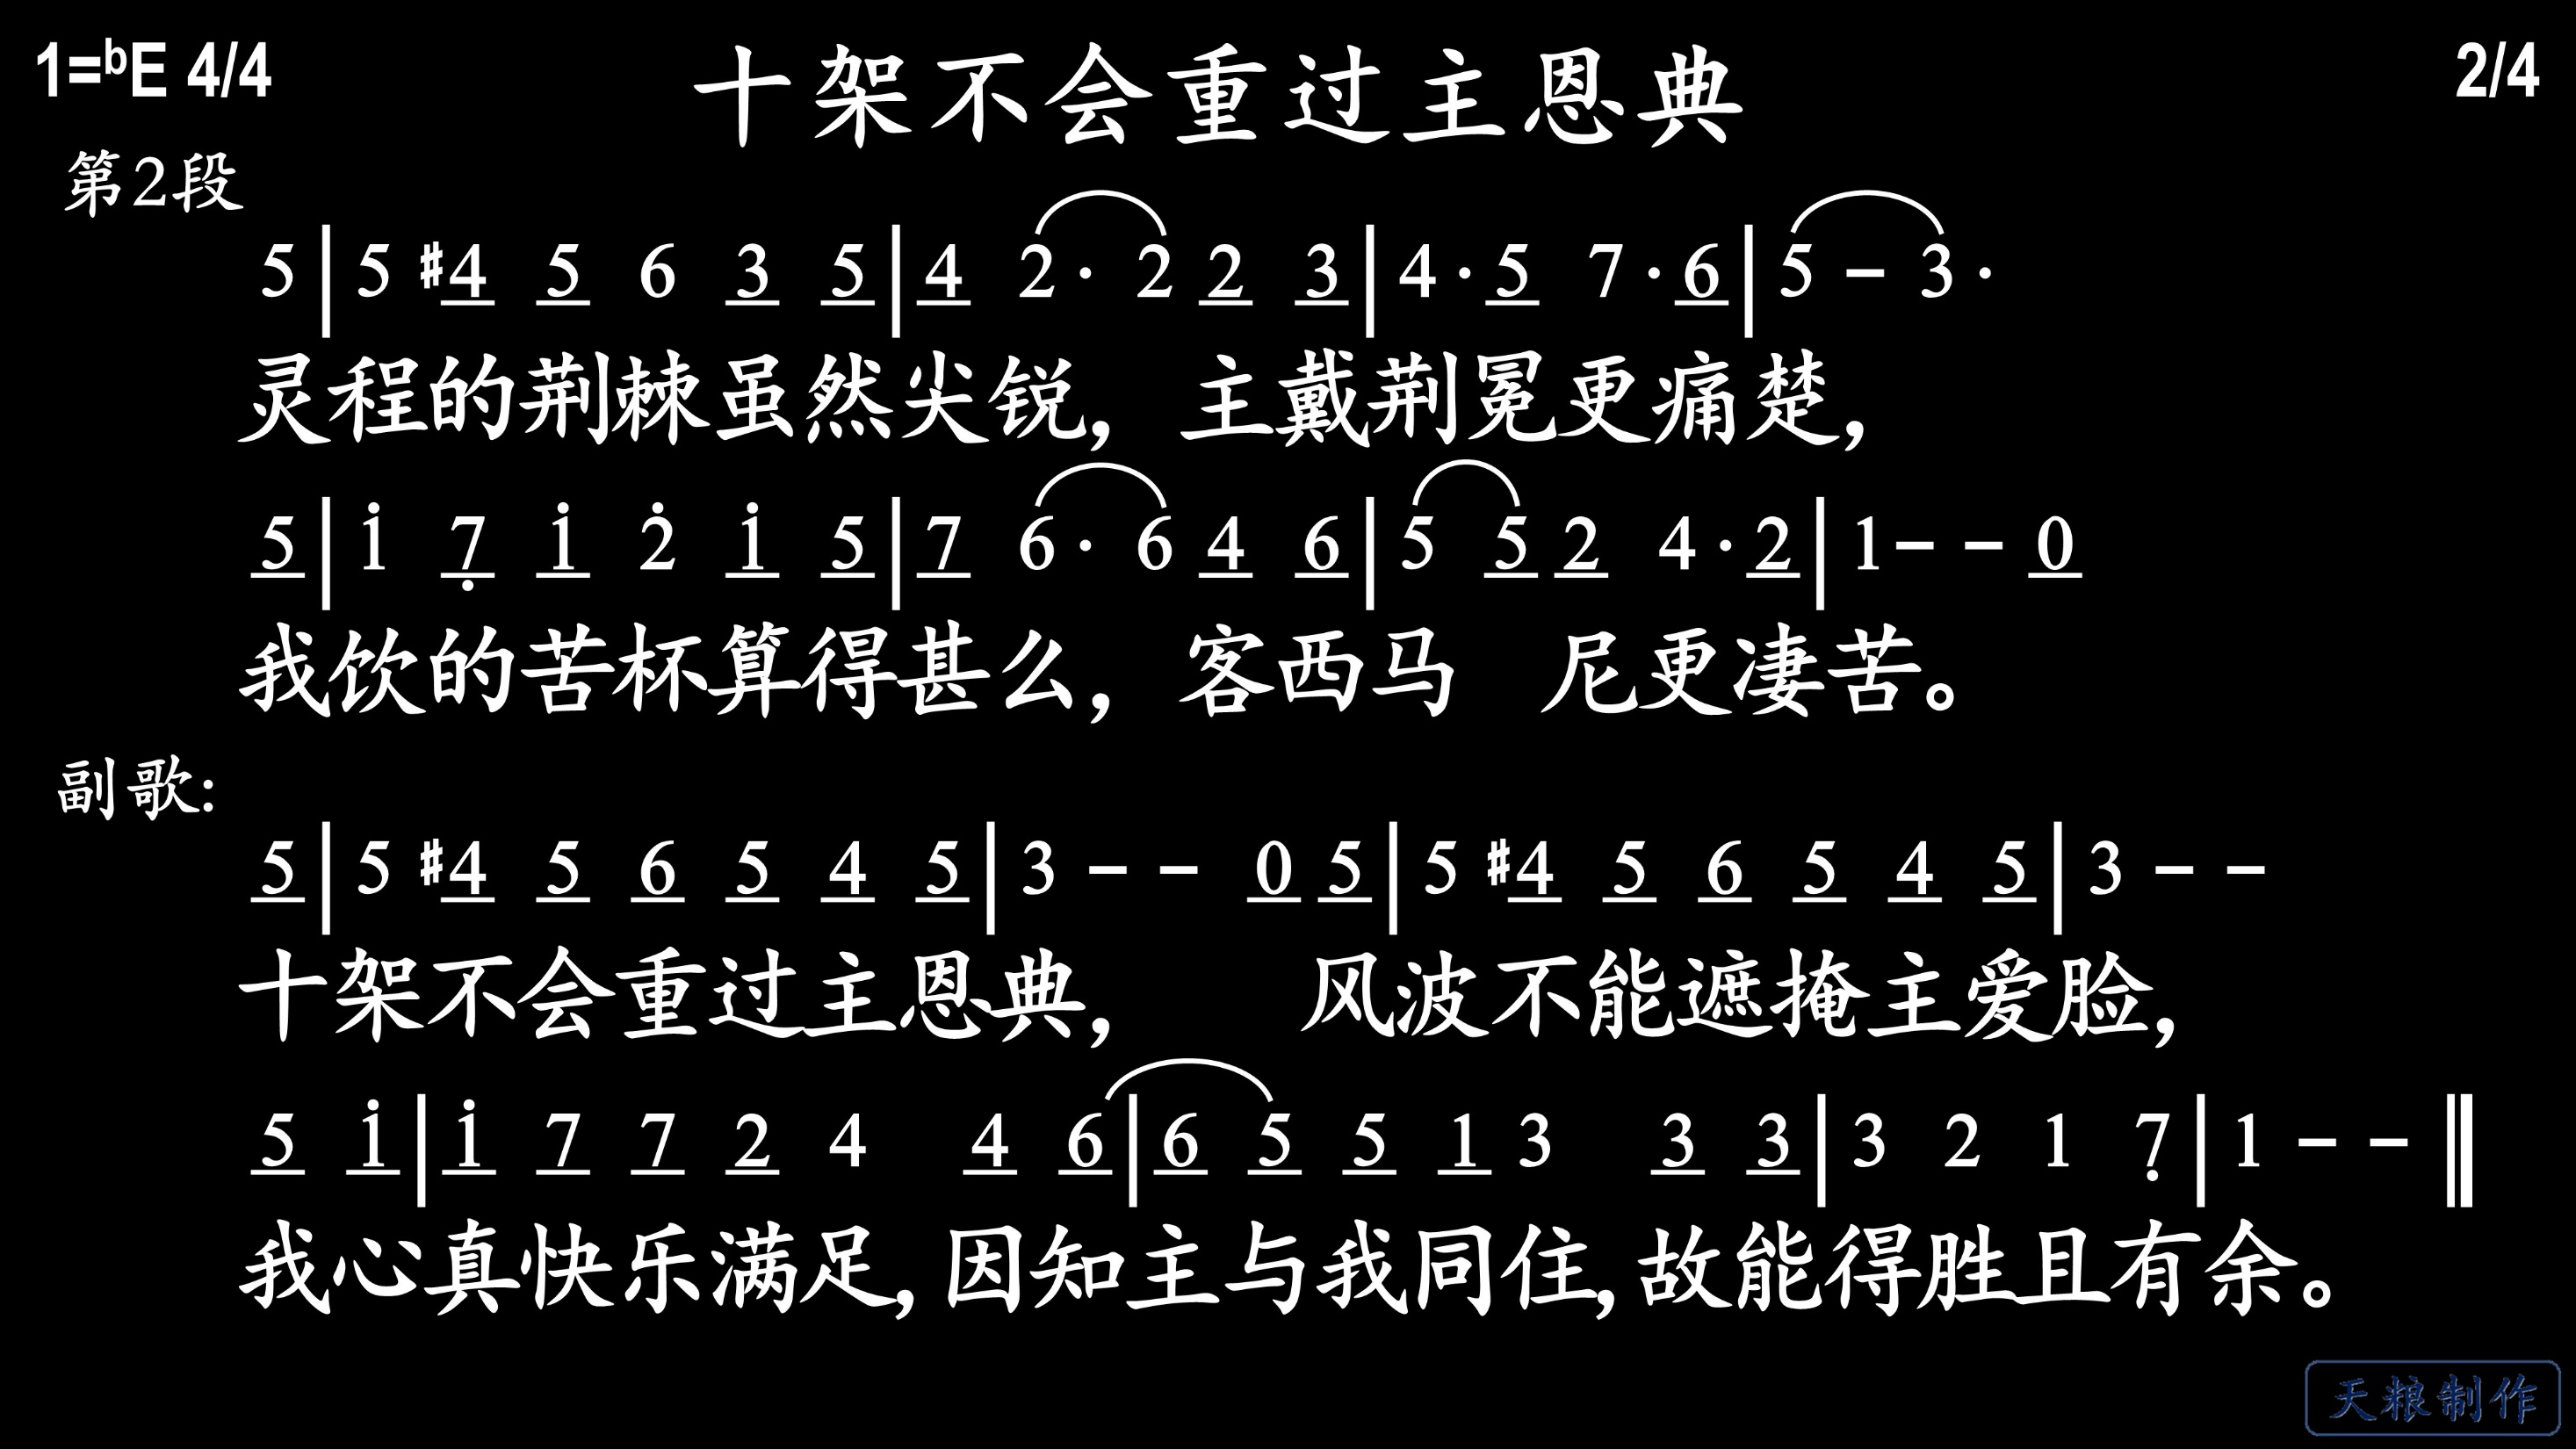 1=ᵇE 4/4 十架不会重过主恩典 2/4
第2段
5 | 5 #4 5 6 3 5 | 4 2· 2 2 3 | 4·5 7·6 | 5 – 3·
灵程的荆棘虽然尖锐，主戴荆冕更痛楚，
5 | i 7̣ i 2̇ i 5 | 7 6· 6 4 6 | 5 5 2 4·2 | 1 – – 0
我饮的苦杯算得甚么，客西马 尼更凄苦。
副歌:
5 | 5 #4 5 6 5 4 5 | 3 – – 0 5 | 5 #4 5 6 5 4 5 | 3 – –
十架不会重过主恩典， 风波不能遮掩主爱脸，
5 i | i 7 7 2 4 4 6 | 6 5 5 1 3 3 3 | 3 2 1 7̣ | 1 – – ‖
我心真快乐满足，因知主与我同住，故能得胜且有余。
天粮制作